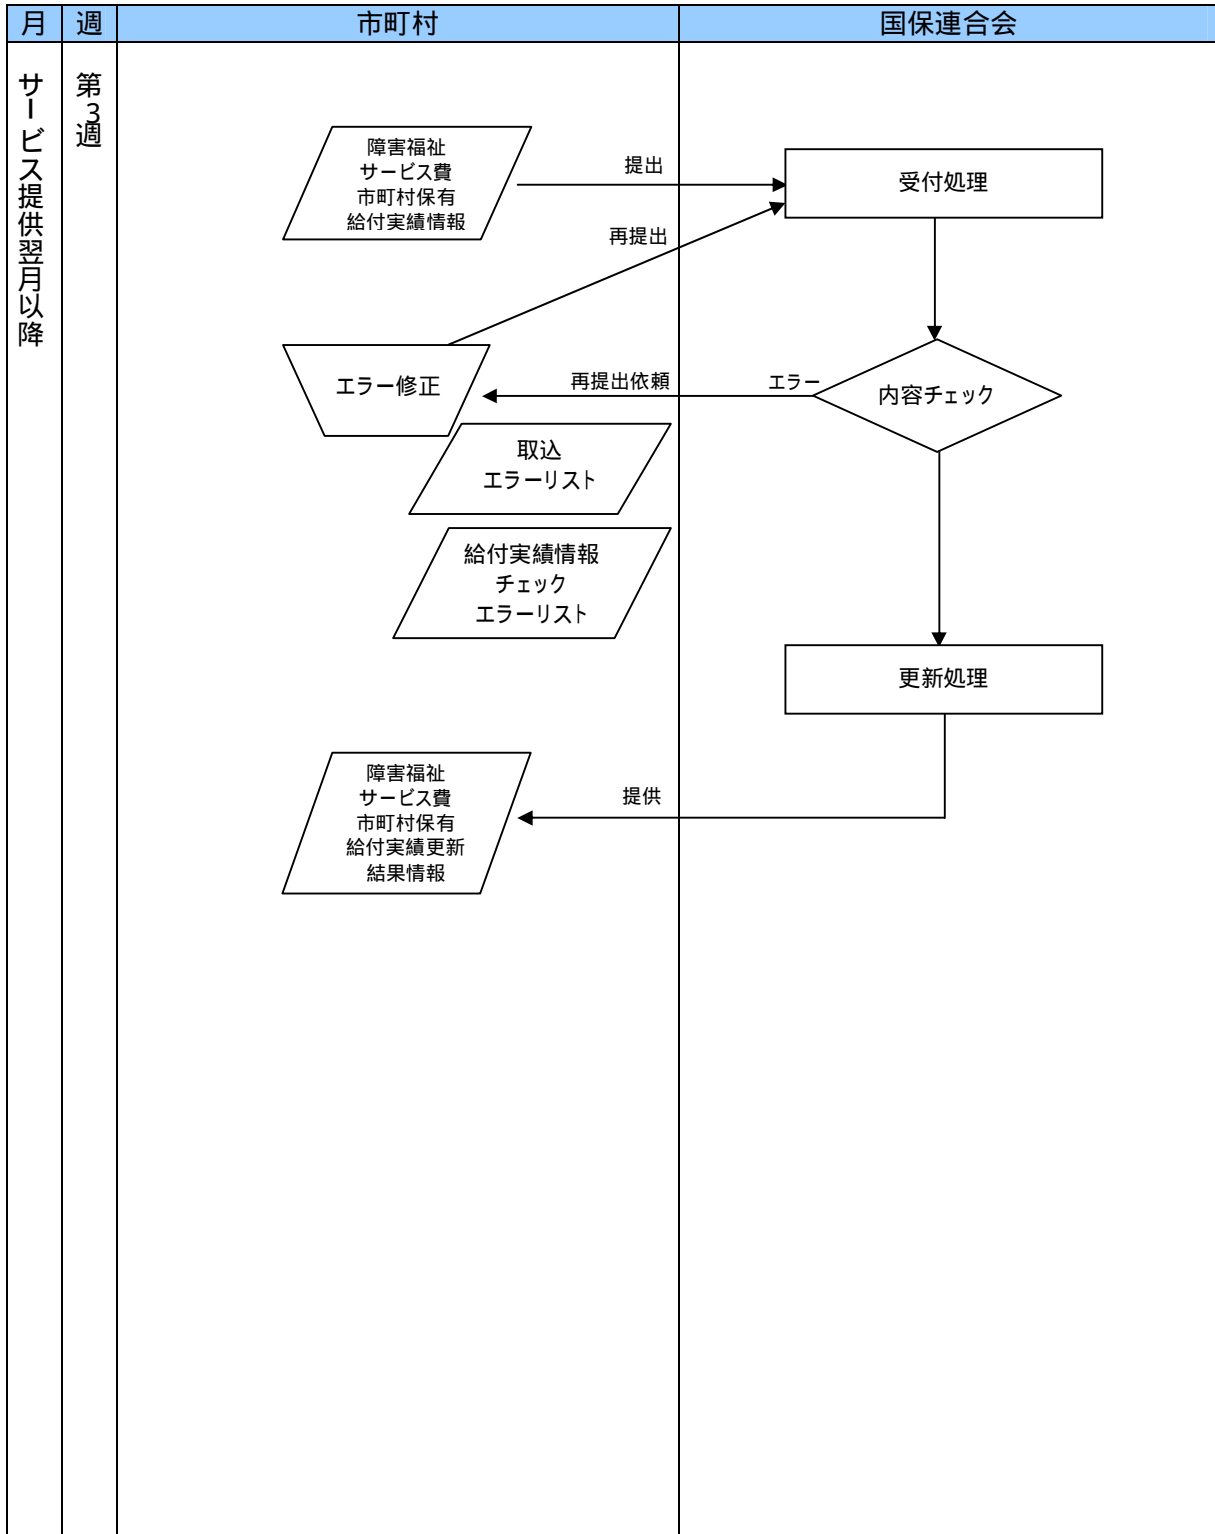 月 週 市町村 国保連合会
サービス提供翌月以降
第3週
障害福祉
サービス費
市町村保有
給付実績情報
提出
受付処理
再提出
エラー修正
再提出依頼
エラー
内容チェック
取込
エラーリスト
給付実績情報
チェック
エラーリスト
更新処理
障害福祉
サービス費
市町村保有
給付実績更新
結果情報
提供